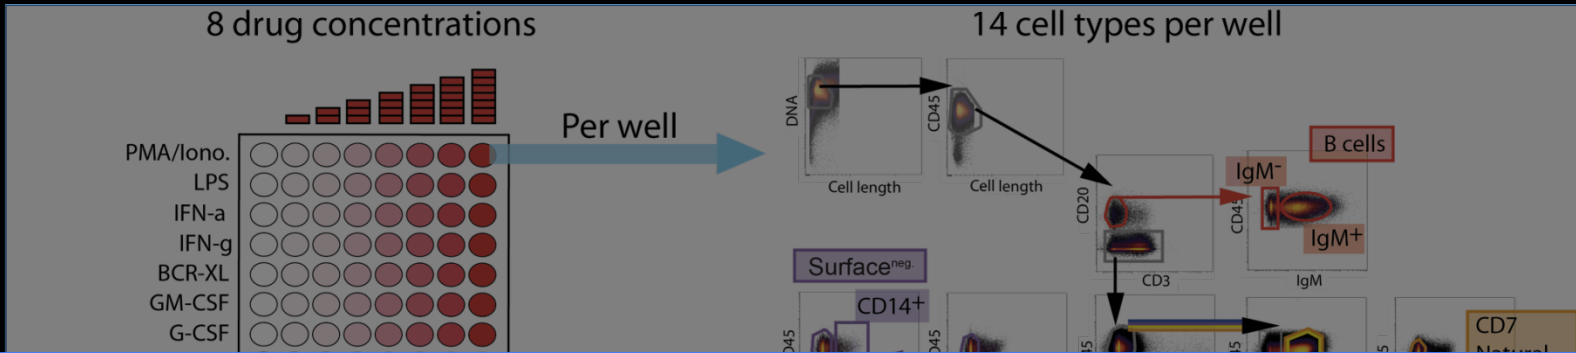 8 drug concentrations
14 cell types per well
Per well
PMA/Iono.
LPS
IFN-a
IFN-g
BCR-XL
GM-CSF
G-CSF
DNA
Cell length
CD45
Cell length
CD20
CD3
B cells
IgM-
CD45
IgM+
IgM
Surfaceneg.
CD14+
CD7